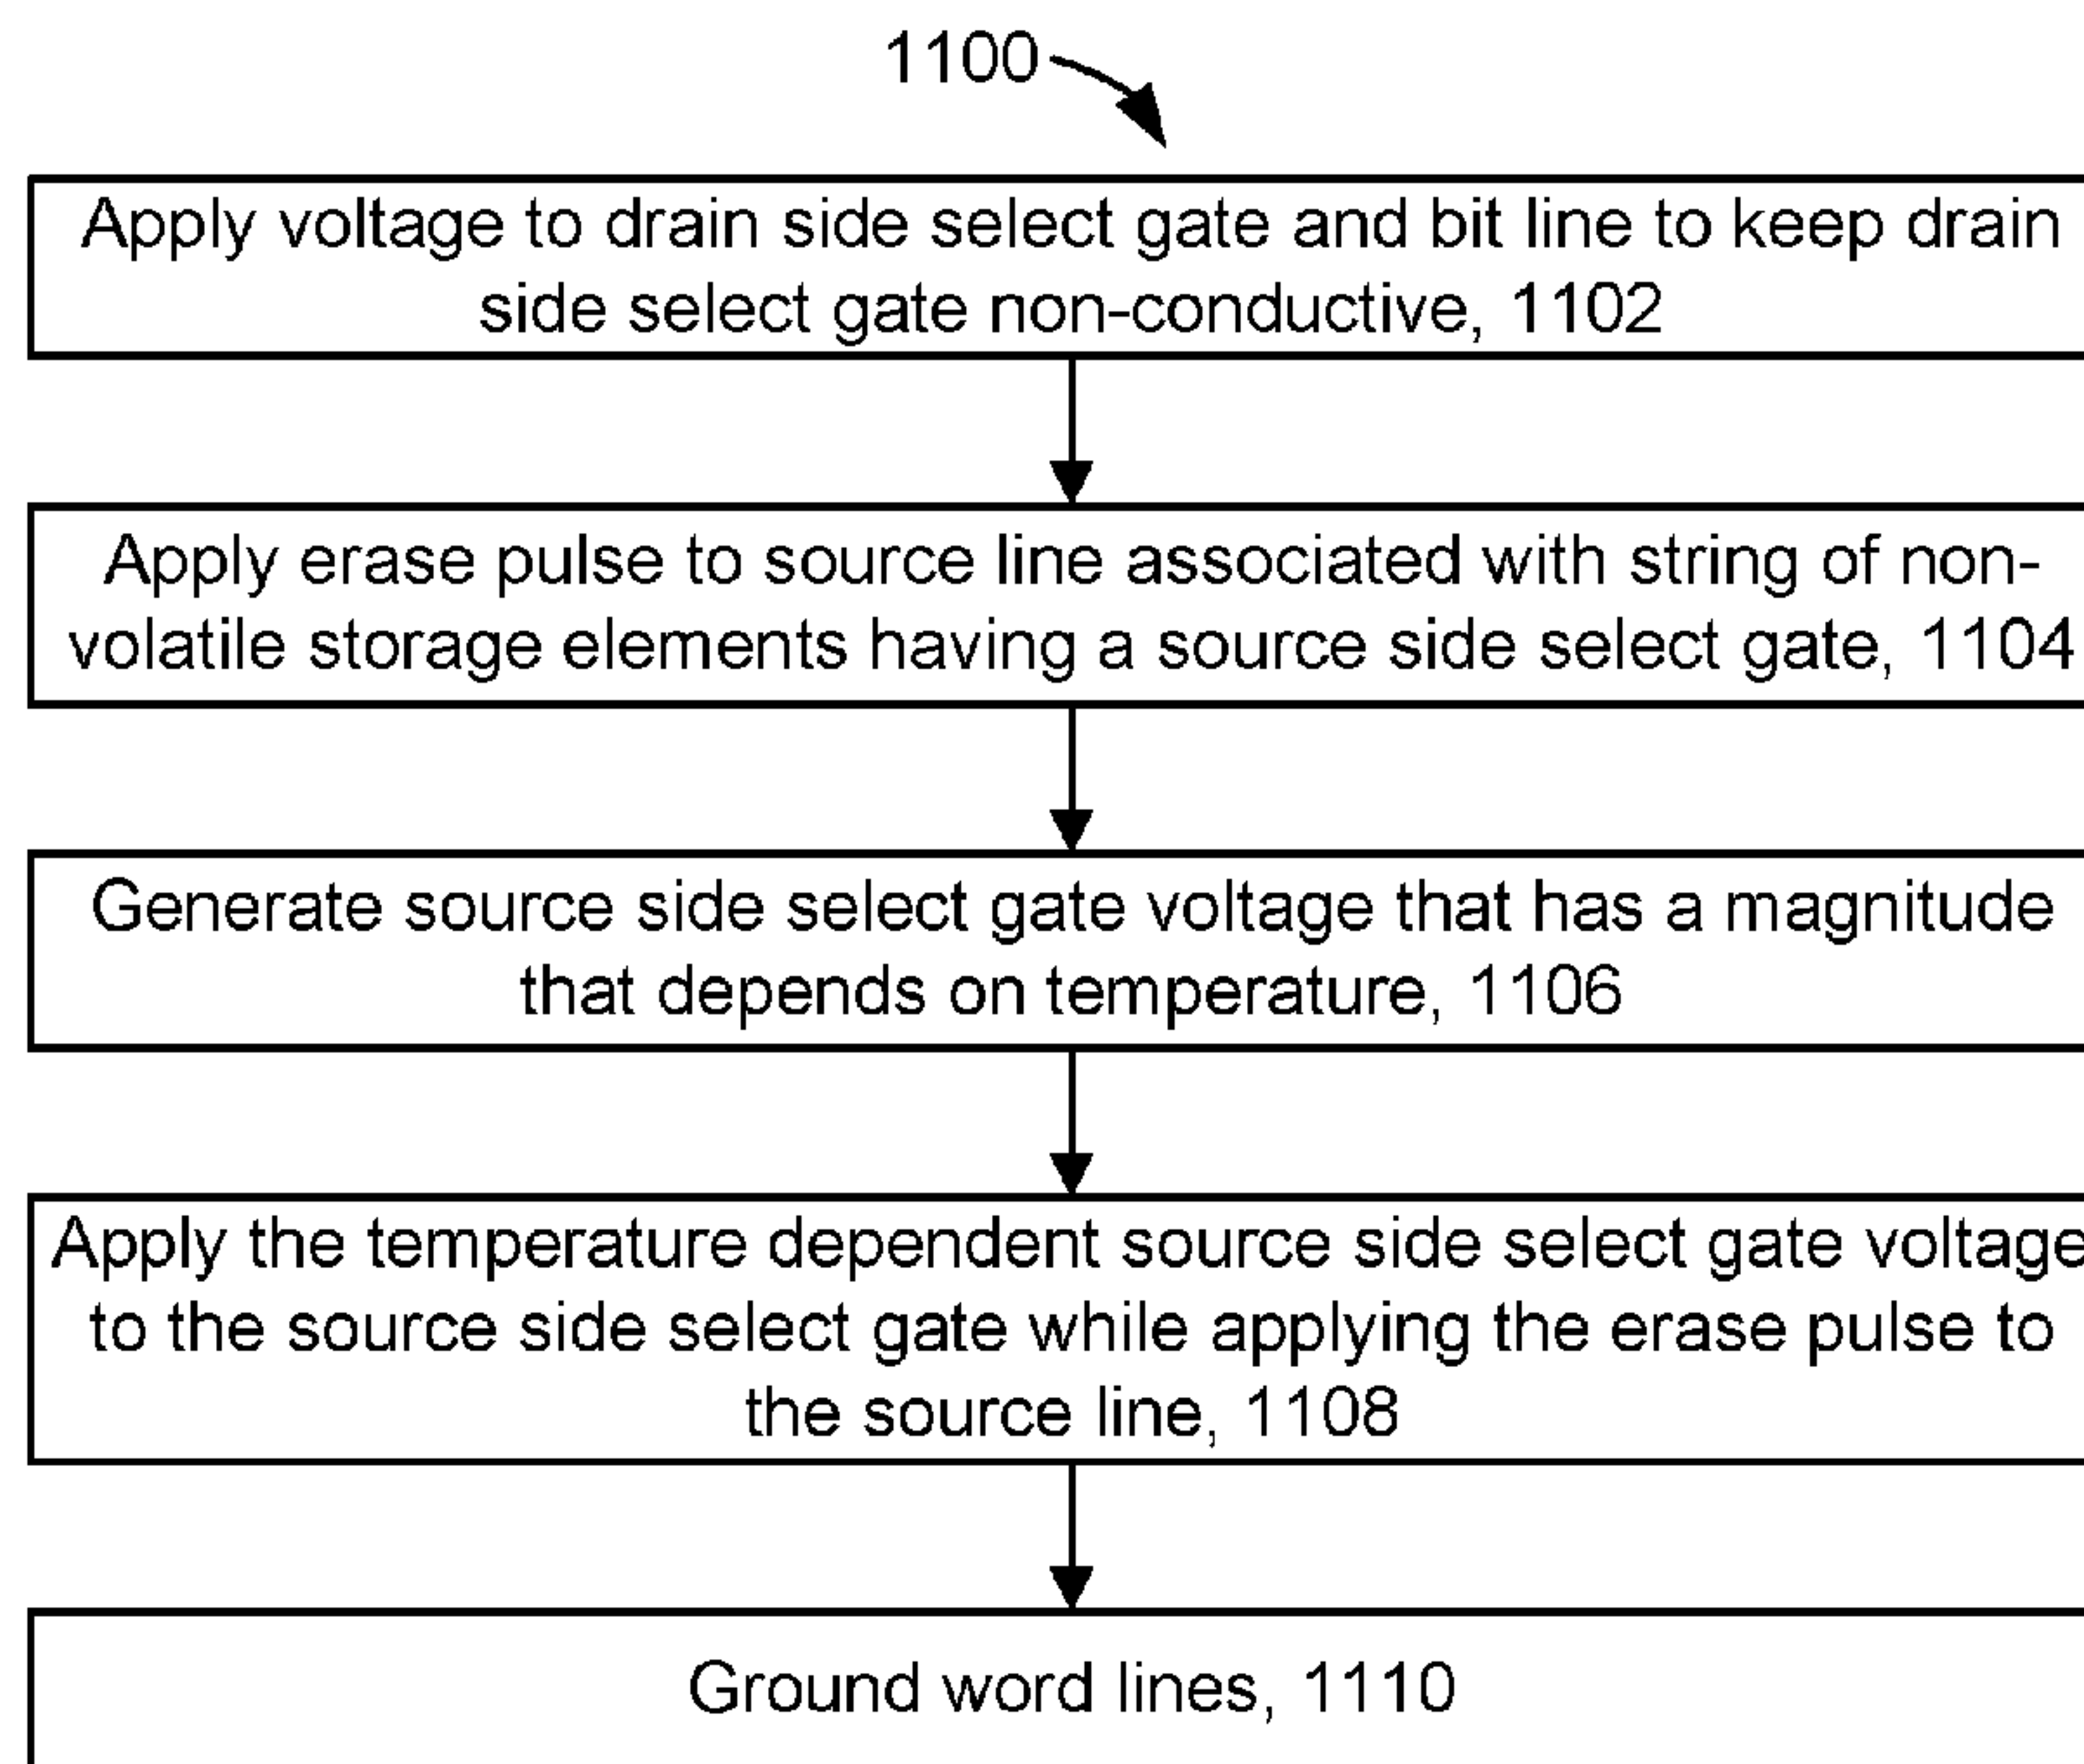 1100
Apply voltage to drain side select gate and bit line to keep drain
side select gate non-conductive, 1102
Apply erase pulse to source line associated with string of non-
volatile storage elements having a source side select gate, 1104
Generate source side select gate voltage that has a magnitude
that depends on temperature, 1106
Apply the temperature dependent source side select gate voltage
to the source side select gate while applying the erase pulse to
the source line, 1108
Ground word lines, 1110